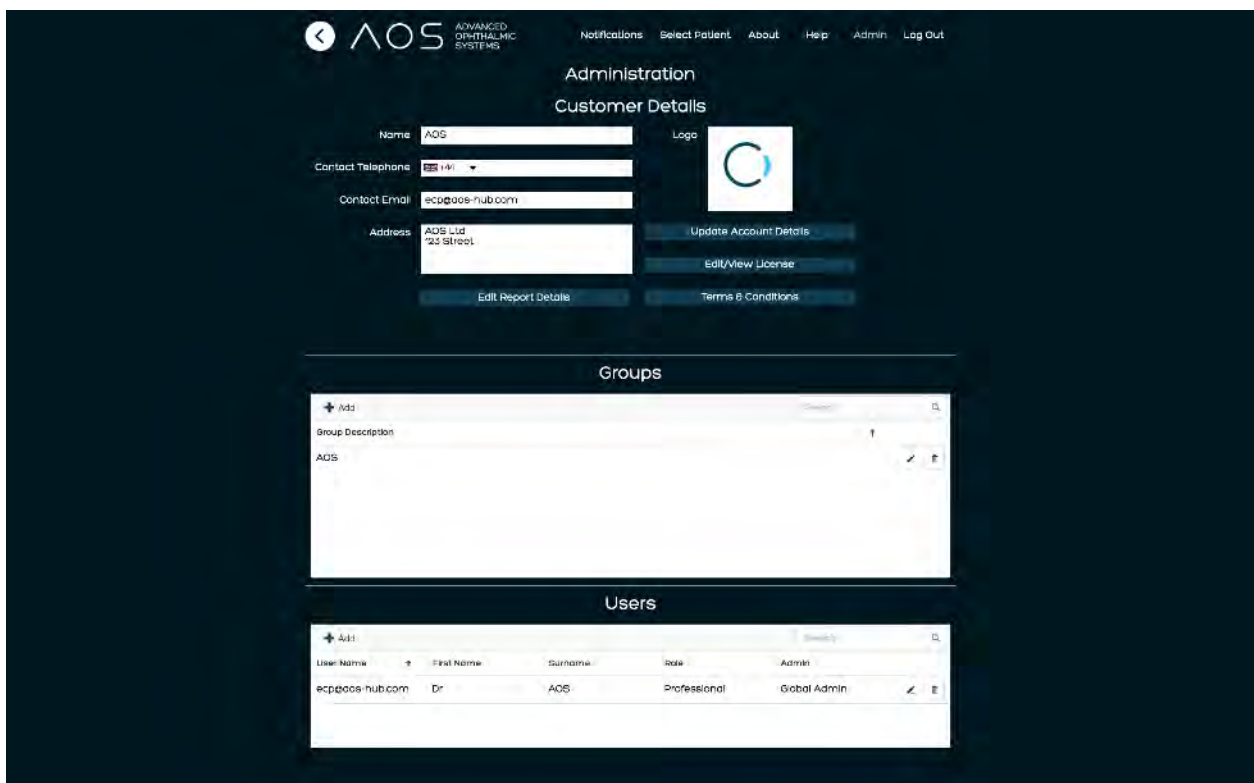 AOS ADVANCED
OPHTHALMIC
SYSTEMS
Notifications Select Patient About Help Admin Log Out
Administration
Customer Details
Name AOS
Logo
Contact Telephone +44
Contact Email ecp@aos-hub.com
Address AOS Ltd
123 Street
Update Account Details
Edit/View License
Edit Report Details
Terms & Conditions
Groups
Add Search
Group Description
AOS
Users
Add Search
User Name First Name Surname Role Admin
ecp@aos-hub.com Dr AOS Professional Global Admin